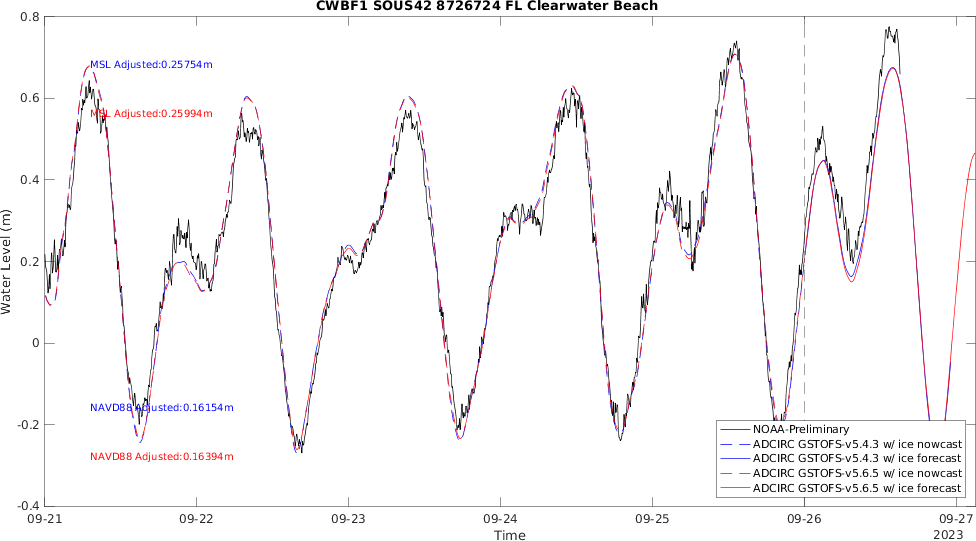 CWBF1 SOUS42 8726724 FL Clearwater Beach
0.8
0.6
0.4
0.2
0
-0.2
-0.4
Water Level (m)
MSL Adjusted:0.25754m
MSL Adjusted:0.25994m
NAVD88 Adjusted:0.16154m
NAVD88 Adjusted:0.16394m
NOAA-Preliminary
ADCIRC GSTOFS-v5.4.3 w/ ice nowcast
ADCIRC GSTOFS-v5.4.3 w/ ice forecast
ADCIRC GSTOFS-v5.6.5 w/ ice nowcast
ADCIRC GSTOFS-v5.6.5 w/ ice forecast
09-21 09-22 09-23 09-24 09-25 09-26 09-27
Time 2023